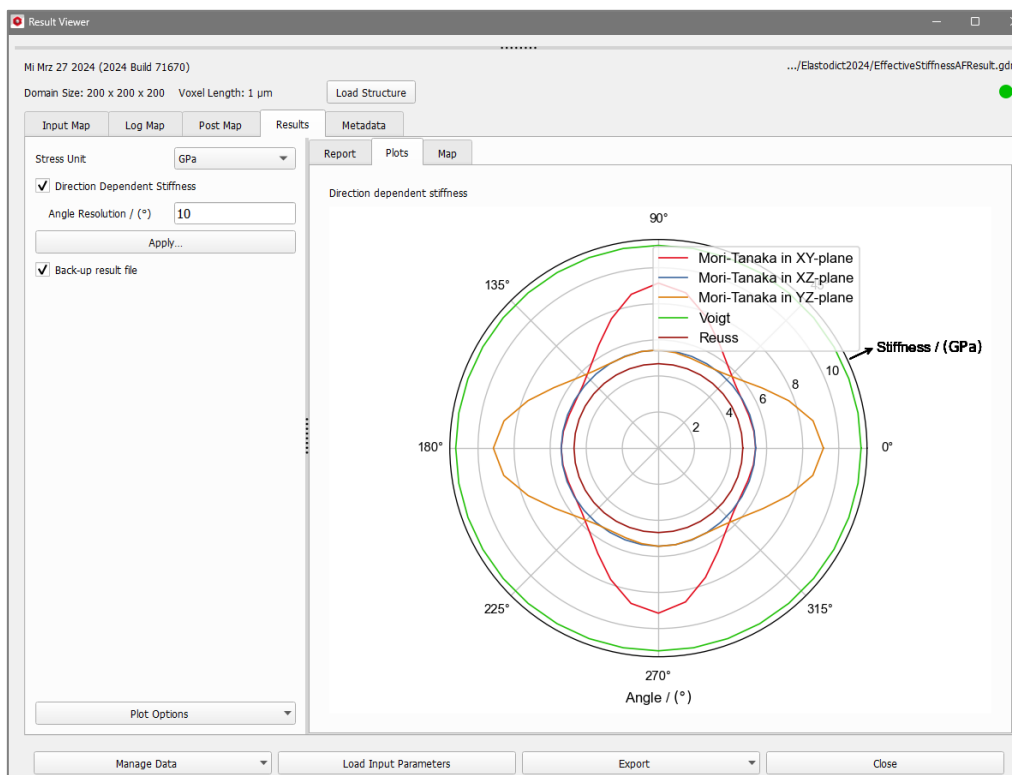 Result Viewer
Mi Mrz 27 2024 (2024 Build 71670)
.../Elastodict2024/EffectiveStiffnessAFResult.gdr
Domain Size: 200 x 200 x 200 Voxel Length: 1 µm
Load Structure
Input Map Log Map Post Map Results Metadata
Stress Unit GPa
Direction Dependent Stiffness
Angle Resolution / (°) 10
Apply...
Back-up result file
Report Plots Map
Direction dependent stiffness
90°
Mori-Tanaka in XY-plane
Mori-Tanaka in XZ-plane
Mori-Tanaka in YZ-plane
Voigt
Reuss
135°
Stiffness / (GPa)
2 4 6 8 10
180°
0°
225°
315°
270°
Angle / (°)
Plot Options
Manage Data Load Input Parameters Export Close